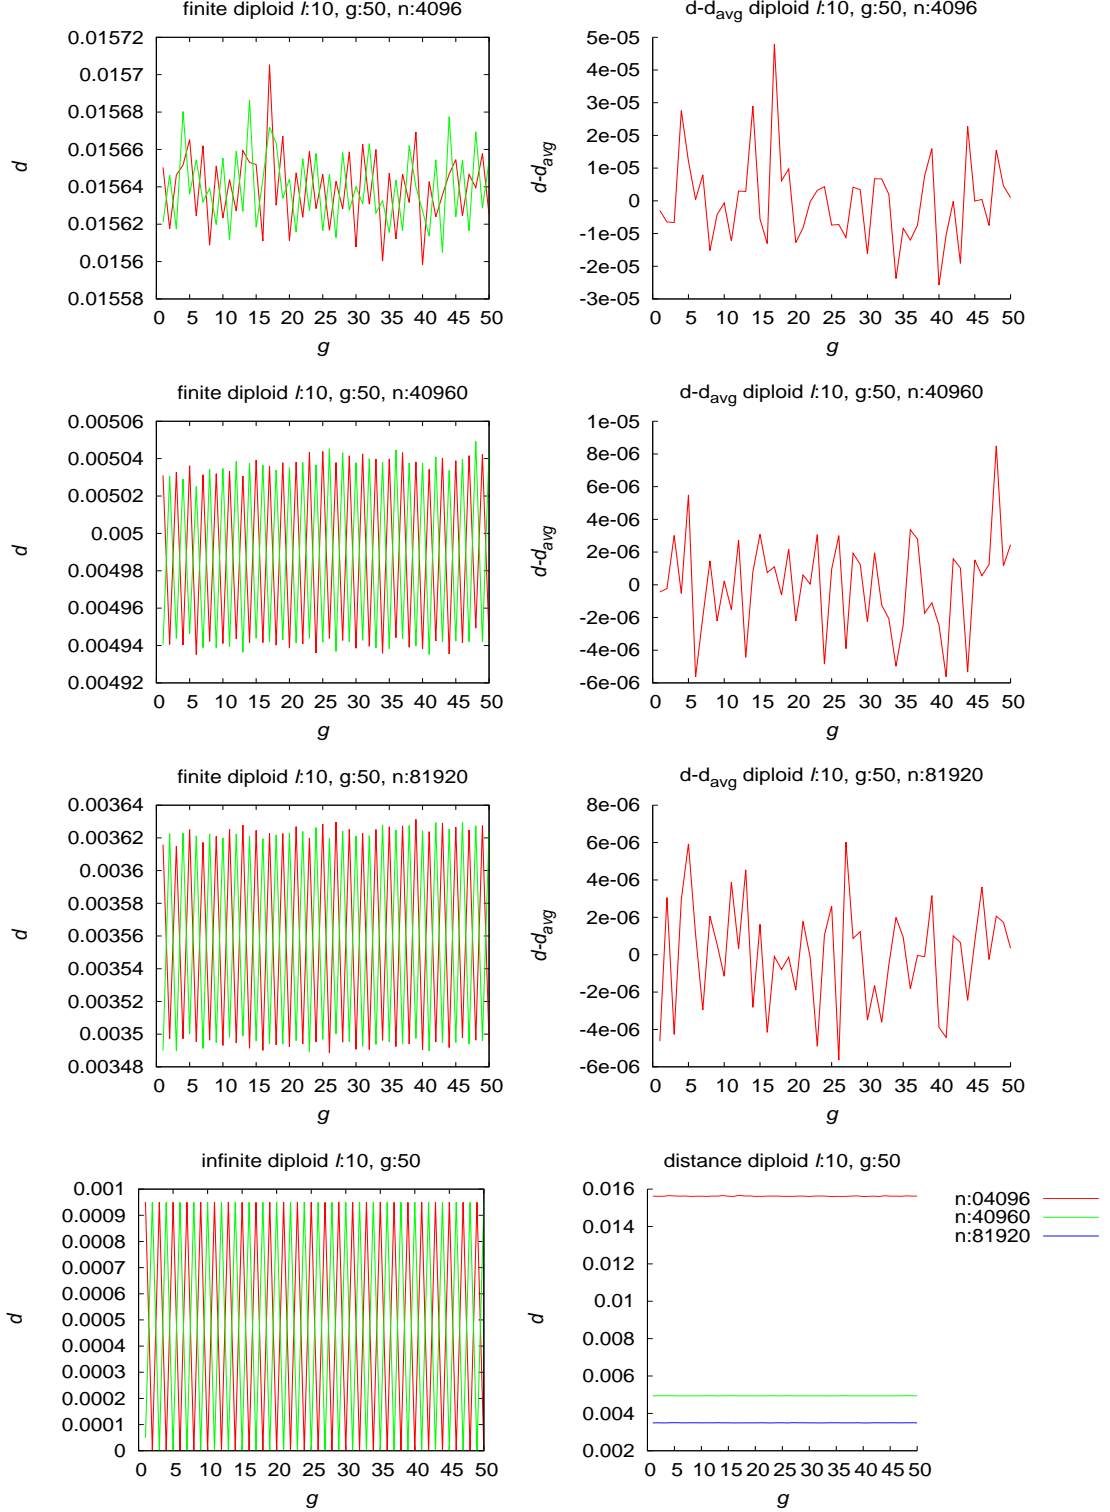 finite diploid l:10, g:50, n:4096
0.01572
0.0157
0.01568
0.01566
0.01564
0.01562
0.0156
0.01558
d
0 5 10 15 20 25 30 35 40 45 50
g
d-davg diploid l:10, g:50, n:4096
5e-05
4e-05
3e-05
2e-05
1e-05
0
-1e-05
-2e-05
-3e-05
d-davg
0 5 10 15 20 25 30 35 40 45 50
g
finite diploid l:10, g:50, n:40960
0.00506
0.00504
0.00502
0.005
0.00498
0.00496
0.00494
0.00492
d
0 5 10 15 20 25 30 35 40 45 50
g
d-davg diploid l:10, g:50, n:40960
1e-05
8e-06
6e-06
4e-06
2e-06
0
-2e-06
-4e-06
-6e-06
d-davg
0 5 10 15 20 25 30 35 40 45 50
g
finite diploid l:10, g:50, n:81920
0.00364
0.00362
0.0036
0.00358
0.00356
0.00354
0.00352
0.0035
0.00348
d
0 5 10 15 20 25 30 35 40 45 50
g
d-davg diploid l:10, g:50, n:81920
8e-06
6e-06
4e-06
2e-06
0
-2e-06
-4e-06
-6e-06
d-davg
0 5 10 15 20 25 30 35 40 45 50
g
infinite diploid l:10, g:50
0.001
0.0009
0.0008
0.0007
0.0006
0.0005
0.0004
0.0003
0.0002
0.0001
0
d
0 5 10 15 20 25 30 35 40 45 50
g
distance diploid l:10, g:50
0.016
0.014
0.012
0.01
0.008
0.006
0.004
0.002
d
0 5 10 15 20 25 30 35 40 45 50
g
n:04096
n:40960
n:81920